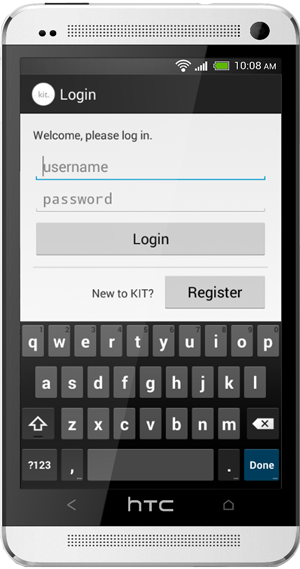 10:08 AM
kit. Login
Welcome, please log in.
username
password
Login
New to KIT? Register
1 2 3 4 5 6 7 8 9 0
q w e r t y u i o p
a s d f g h j k l
z x c v b n m
?123 , . Done
hTC